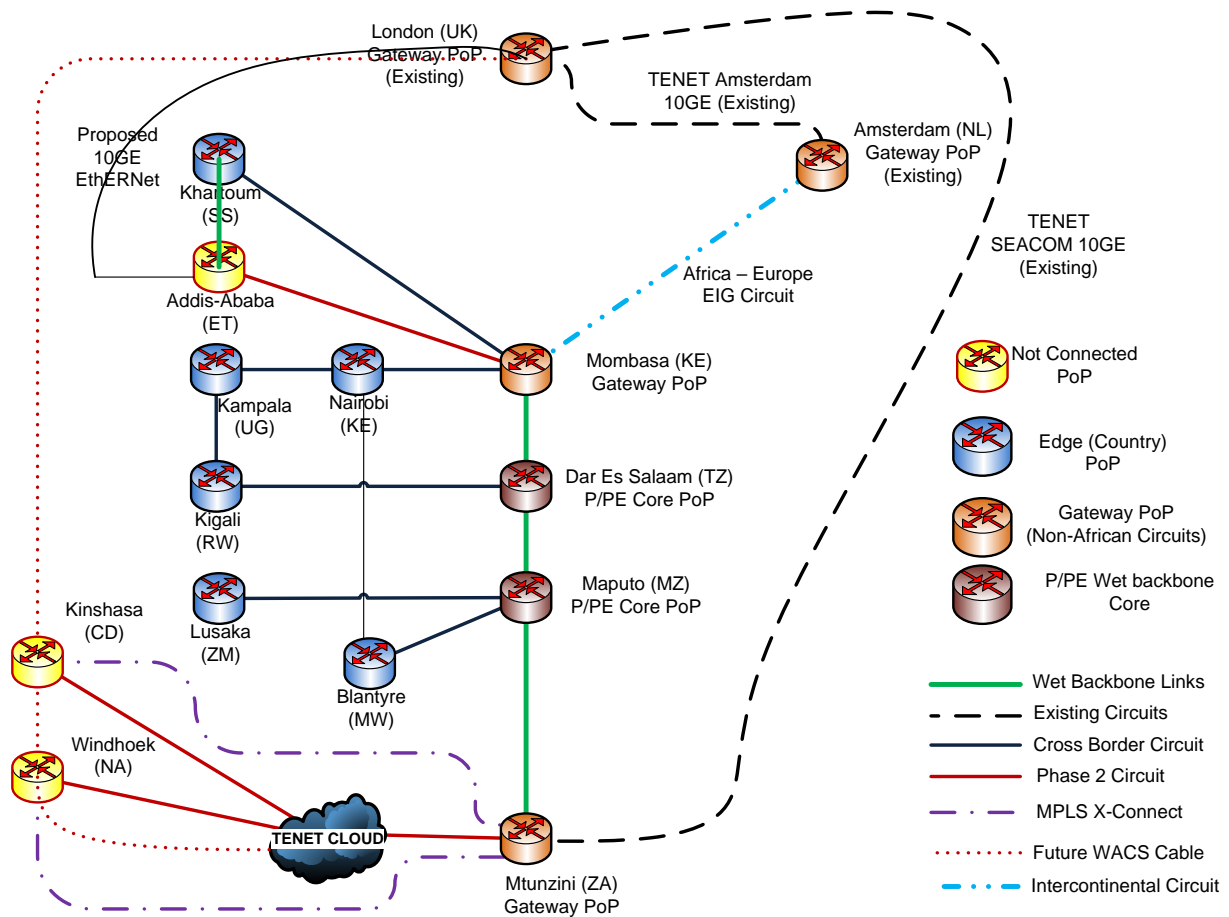 London (UK)
Gateway PoP
(Existing)
TENET Amsterdam
10GE (Existing)
Amsterdam (NL)
Gateway PoP
(Existing)
Proposed
10GE
EthERNet
Khartoum
(SS)
TENET
SEACOM 10GE
(Existing)
Addis-Ababa
(ET)
Africa – Europe
EIG Circuit
Mombasa (KE)
Gateway PoP
Kampala
(UG)
Nairobi
(KE)
Dar Es Salaam (TZ)
P/PE Core PoP
Kigali
(RW)
Maputo (MZ)
P/PE Core PoP
Lusaka
(ZM)
Blantyre
(MW)
Kinshasa
(CD)
Windhoek
(NA)
TENET CLOUD
Mtunzini (ZA)
Gateway PoP
Not Connected
PoP
Edge (Country)
PoP
Gateway PoP
(Non-African Circuits)
P/PE Wet backbone
Core
Wet Backbone Links
Existing Circuits
Cross Border Circuit
Phase 2 Circuit
MPLS X-Connect
Future WACS Cable
Intercontinental Circuit